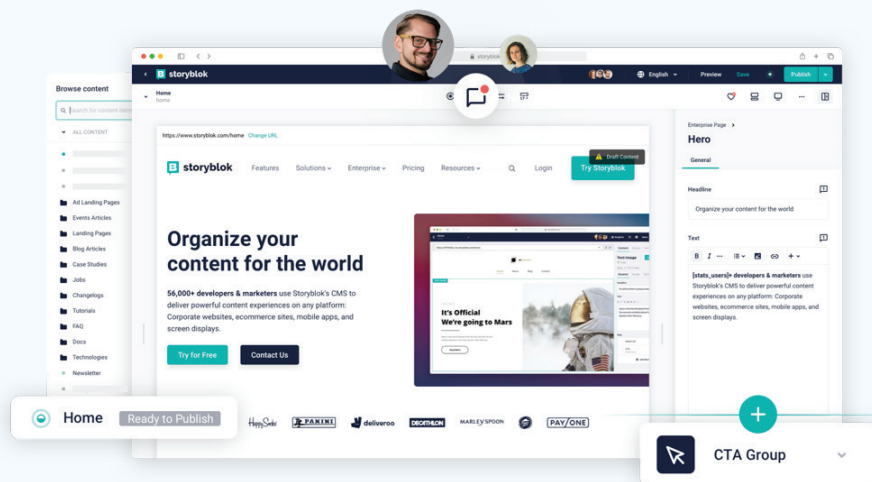 Browse content
Search for content items
ALL CONTENT
Ad Landing Pages
Events Articles
Landing Pages
Blog Articles
Case Studies
Jobs
Changelogs
Tutorials
FAQ
Docs
Technologies
Newsletter
storyblok
storyblok
English
Preview
Save
Publish
Home
home
https://www.storyblok.com/home Change URL
Draft Content
storyblok
Features
Solutions
Enterprise
Pricing
Resources
Login
Try Storyblok
Organize your
content for the world
56,000+ developers & marketers use Storyblok's CMS to
deliver powerful content experiences on any platform:
Corporate websites, ecommerce sites, mobile apps, and
screen displays.
Try for Free
Contact Us
It's Official
We're going to Mars
Text Image
PANINI
deliveroo
DECATHLON
MARLEY SPOON
PAY/ONE
Enterprise Page
Hero
General
Headline
Organize your content for the world
Text
B
I
[stats_users]+ developers & marketers use
Storyblok's CMS to deliver powerful content
experiences on any platform: Corporate
websites, ecommerce sites, mobile apps, and
screen displays.
Home
Ready to Publish
CTA Group